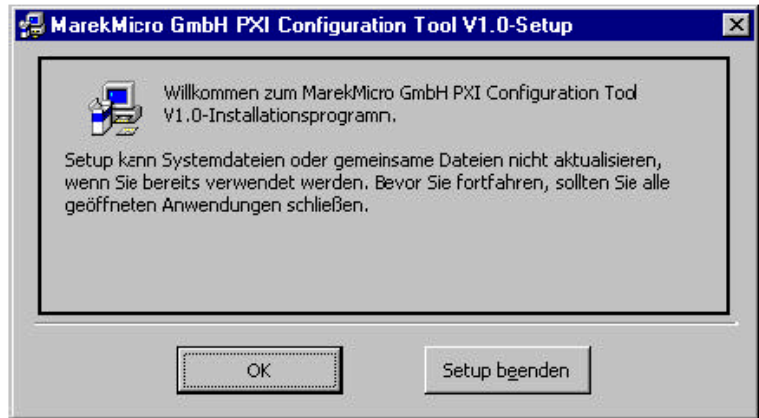 MarekMicro GmbH PXI Configuration Tool V1.0-Setup
Willkommen zum MarekMicro GmbH PXI Configuration Tool
V1.0-Installationsprogramn.
Setup kann Systemdateien oder gemeinsame Dateien nicht aktualisieren,
wenn Sie bereits verwendet werden. Bevor Sie fortfahren, sollten Sie alle
geöffneten Anwendungen schließen.
OK
Setup beenden